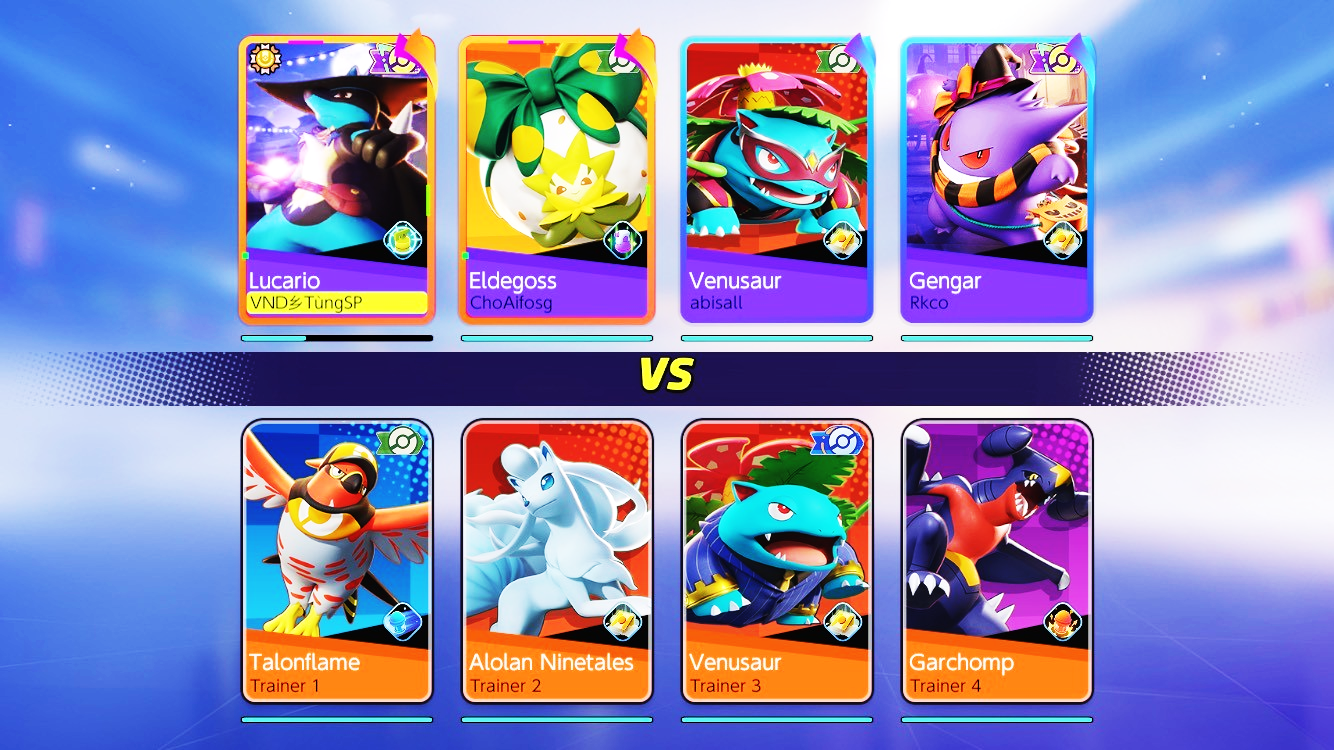 Lucario
VND乡TùngSP
Eldegoss
ChoAifosg
Venusaur
abisall
Gengar
Rkco
VS
Talonflame
Trainer 1
Alolan Ninetales
Trainer 2
Venusaur
Trainer 3
Garchomp
Trainer 4